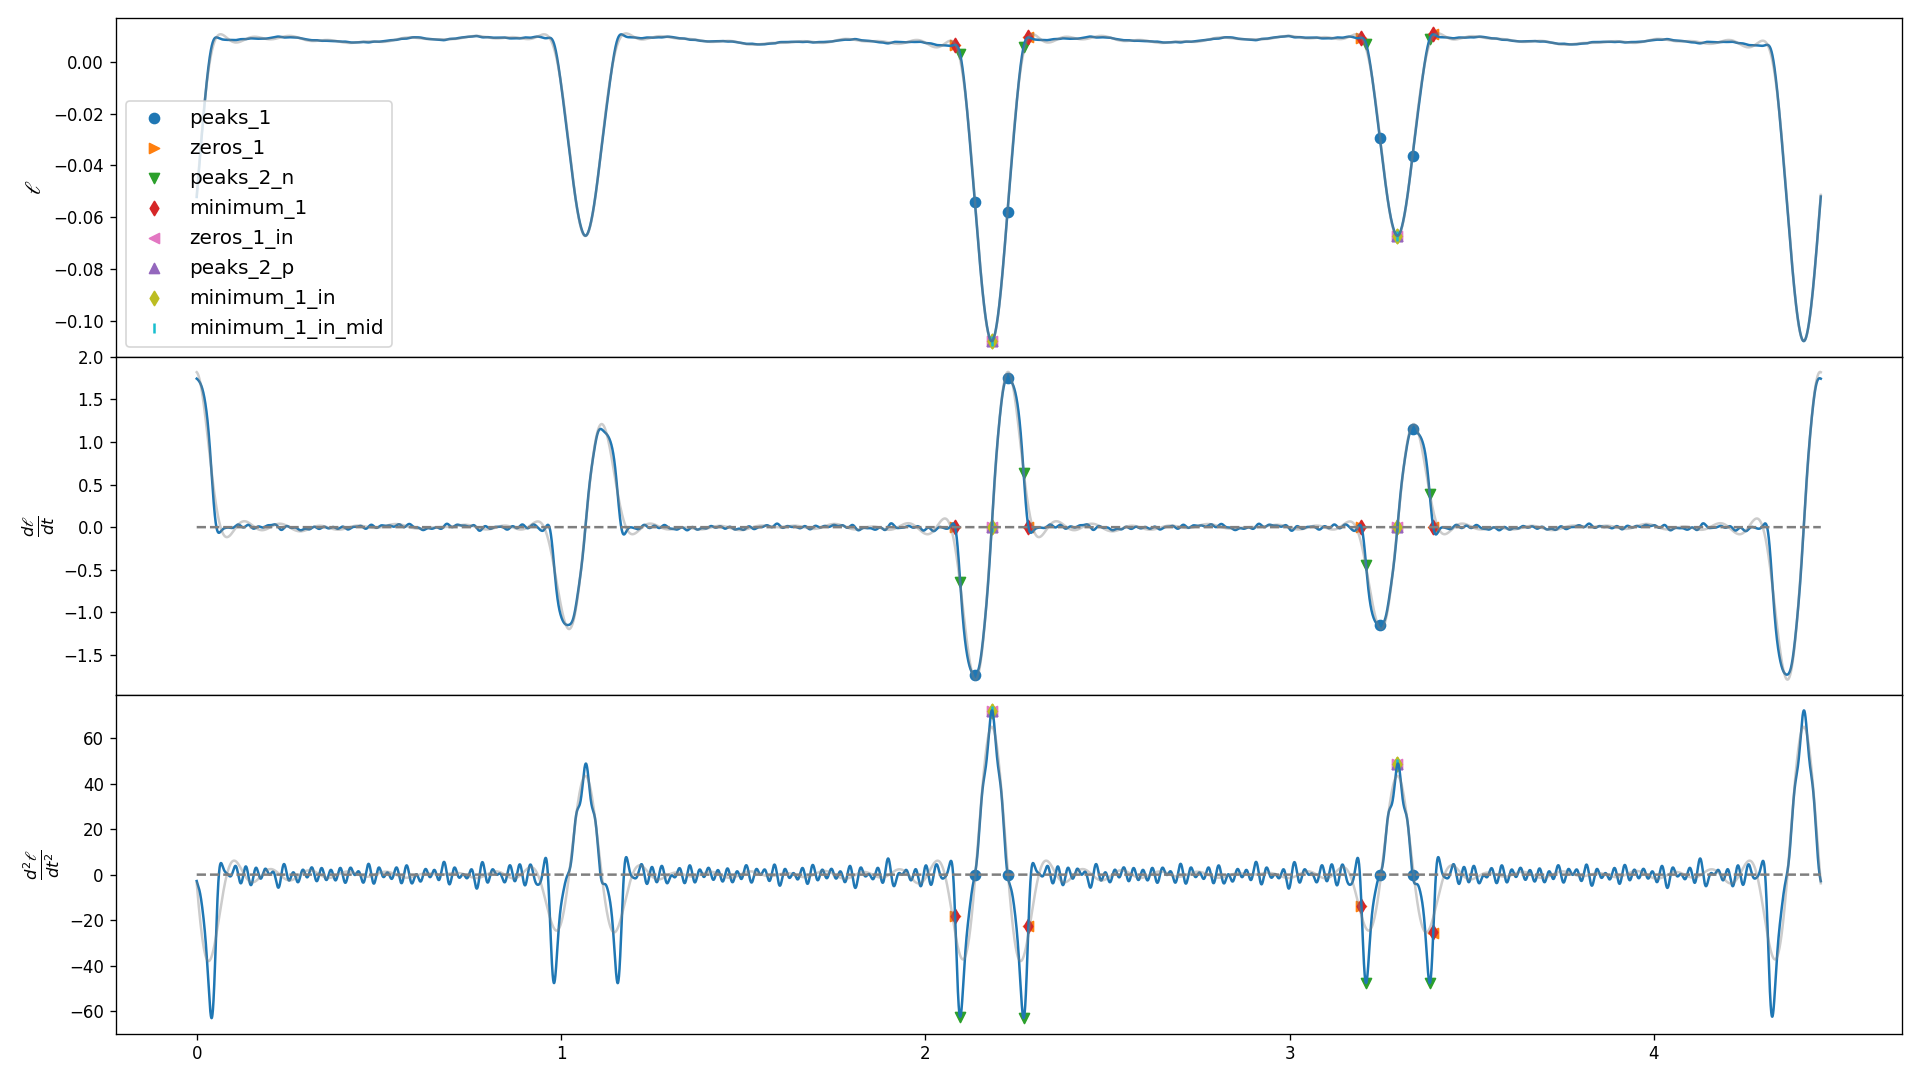 0.00
−0.02
−0.04
−0.06
−0.08
−0.10
ℓ
peaks_1
zeros_1
peaks_2_n
minimum_1
zeros_1_in
peaks_2_p
minimum_1_in
minimum_1_in_mid
2.0
1.5
1.0
0.5
0.0
−0.5
−1.0
−1.5
dℓ
dt
60
40
20
0
−20
−40
−60
d²ℓ
dt²
0 1 2 3 4